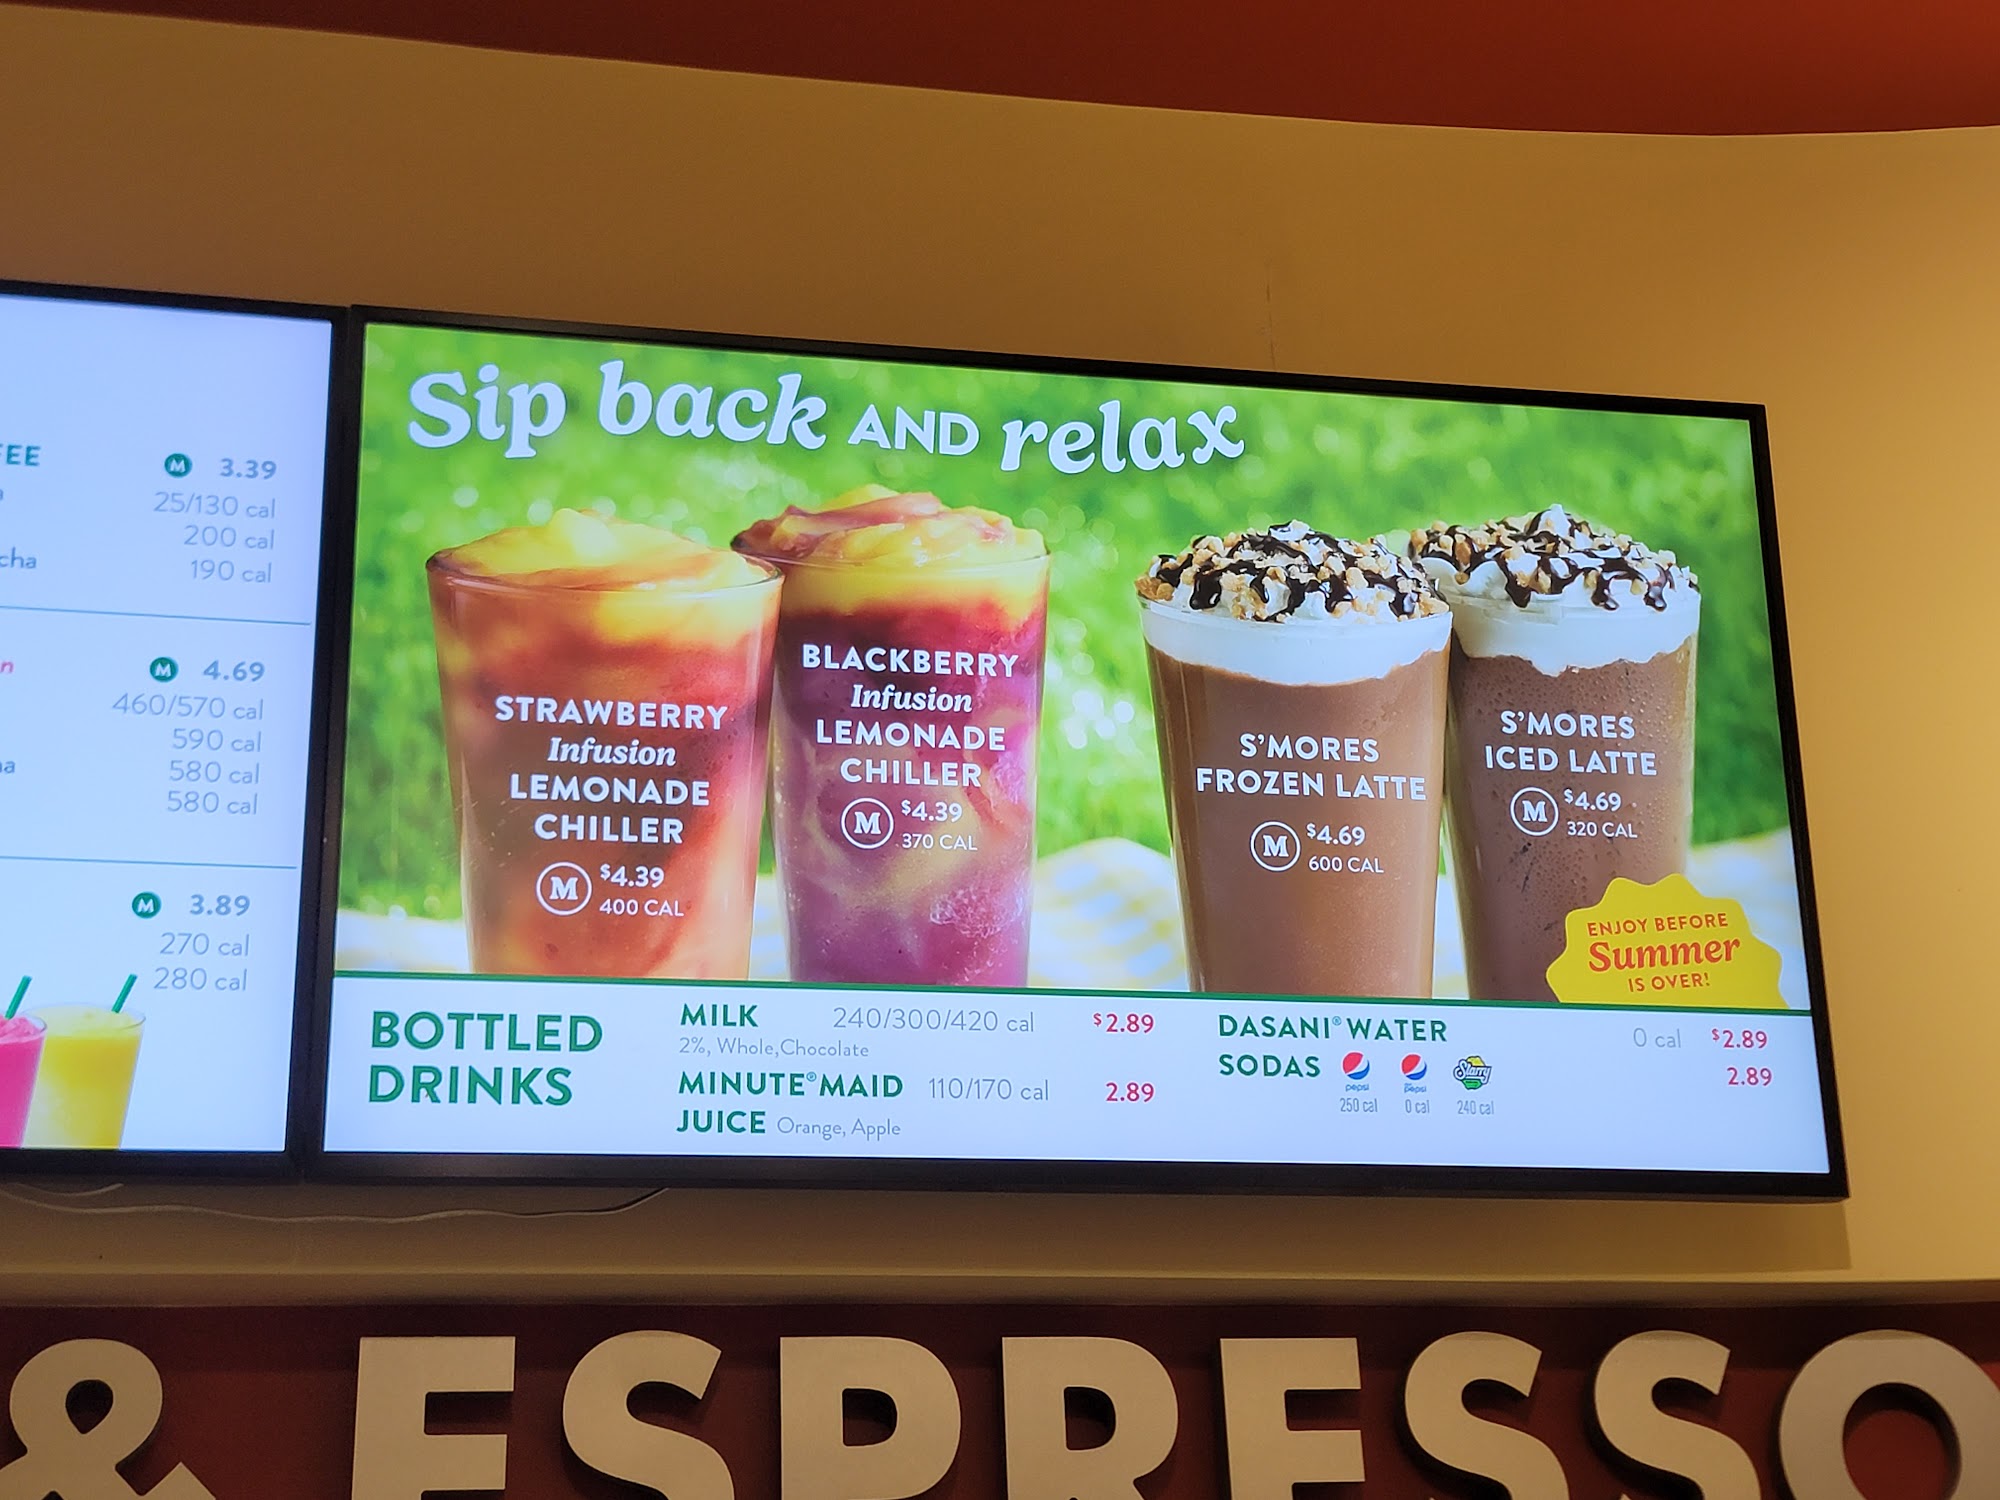 3.39
25/130 cal
200 cal
190 cal
M 4.69
460/570 cal
590 cal
580 cal
580 cal
M 3.89
270 cal
280 cal
Sip back AND relax
STRAWBERRY
Infusion
LEMONADE
CHILLER
M $4.39
400 CAL
BLACKBERRY
Infusion
LEMONADE
CHILLER
M $4.39
370 CAL
S'MORES
FROZEN LATTE
M $4.69
600 CAL
S'MORES
ICED LATTE
M $4.69
320 CAL
ENJOY BEFORE
Summer
IS OVER!
BOTTLED
DRINKS
MILK 240/300/420 cal $2.89
2%, Whole,Chocolate
MINUTE® MAID 110/170 cal 2.89
JUICE Orange, Apple
DASANI® WATER 0 cal $2.89
SODAS 2.89
pepsi pepsi Starry
250 cal 0 cal 240 cal
& ESPRESSO